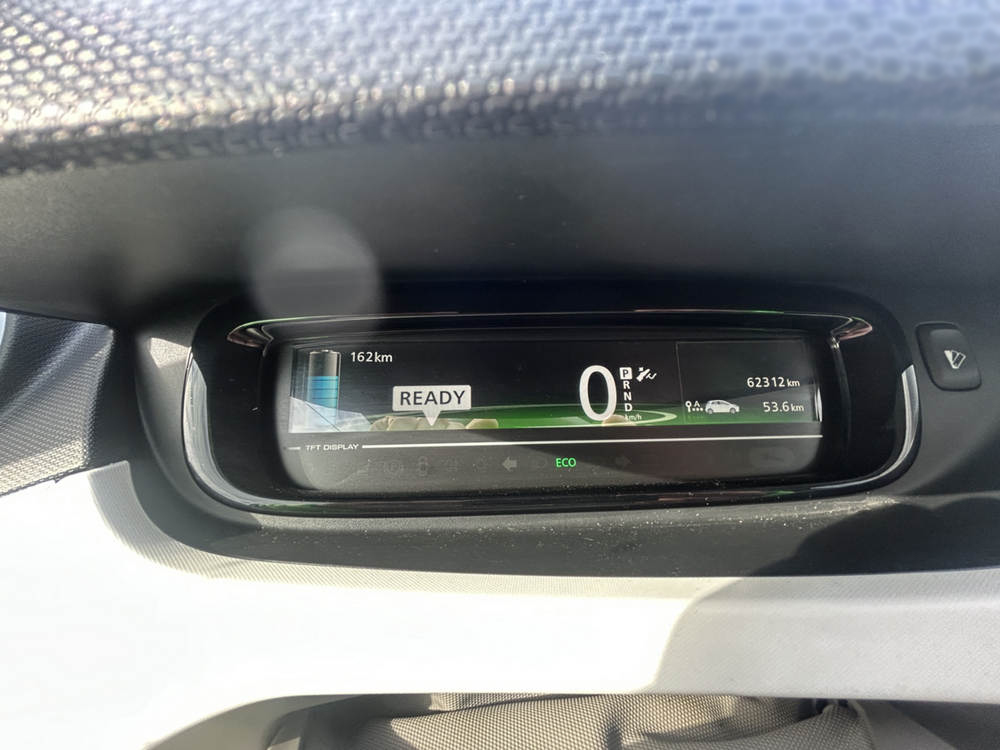 162km
READY
0
P
R
N
D
km/h
62312 km
A
53.6 km
TFT DISPLAY
ECO